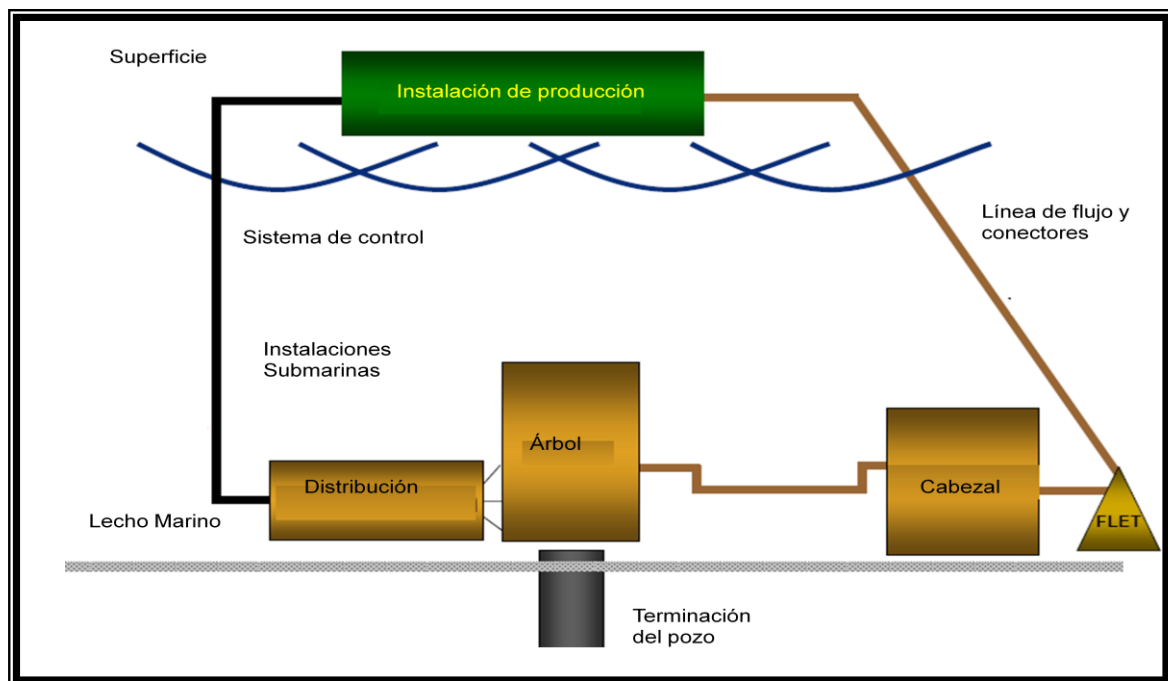 Superficie
Instalación de producción
Línea de flujo y
conectores
Sistema de control
Instalaciones
Submarinas
Árbol
Distribución
Cabezal
Lecho Marino
FLET
Terminación
del pozo